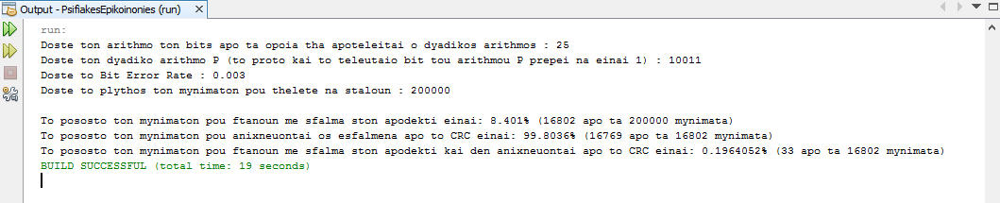 Output - PsifiakesEpikoinonies (run)
run:
Doste ton arithmo ton bits apo ta opoia tha apoteleitai o dyadikos arithmos : 25
Doste ton dyadiko arithmo P (to proto kai to teleutaio bit tou arithmou P prepei na einai 1) : 10011
Doste to Bit Error Rate : 0.003
Doste to plythos ton mynimaton pou thelete na staloun : 200000
To pososto ton mynimaton pou ftanoun me sfalma ston apodekti einai: 8.401% (16802 apo ta 200000 mynimata)
To pososto ton mynimaton pou anixneuontai os esfalmena apo to CRC einai: 99.8036% (16769 apo ta 16802 mynimata)
To pososto ton mynimaton pou ftanoun me sfalma ston apodekti kai den anixneuontai apo to CRC einai: 0.1964052% (33 apo ta 16802 mynimata)
BUILD SUCCESSFUL (total time: 19 seconds)